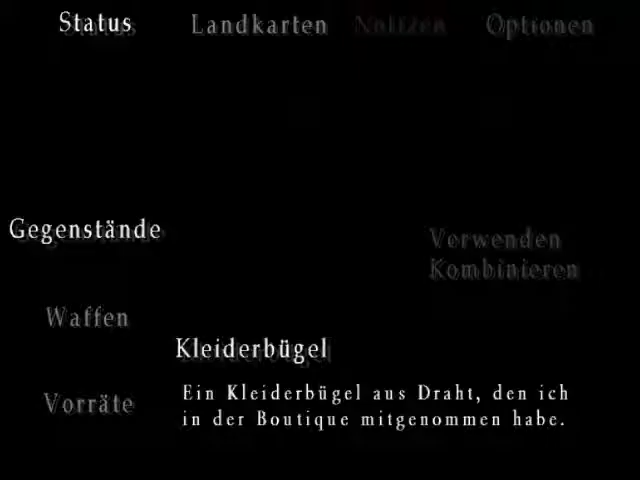 Status Landkarten Notizen Optionen
Gegenstände
Verwenden
Kombinieren
Waffen
Kleiderbügel
Vorräte
Ein Kleiderbügel aus Draht, den ich
in der Boutique mitgenommen habe.